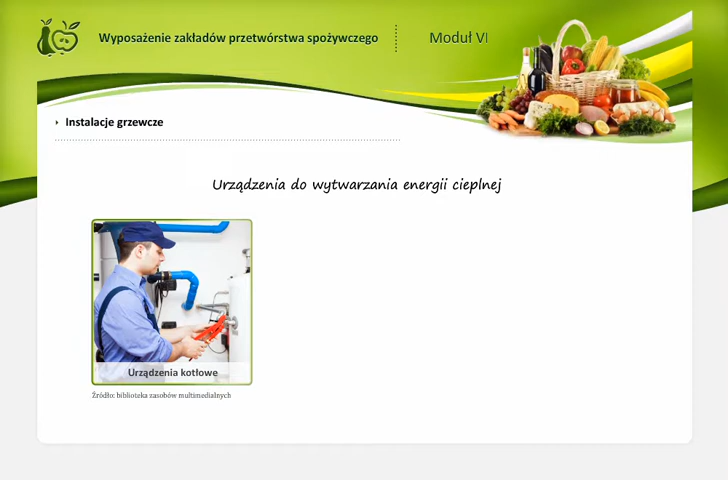 Wyposażenie zakładów przetwórstwa spożywczego
Moduł VI
Instalacje grzewcze
Urządzenia do wytwarzania energii cieplnej
Urządzenia kotłowe
Źródło: biblioteka zasobów multimedialnych